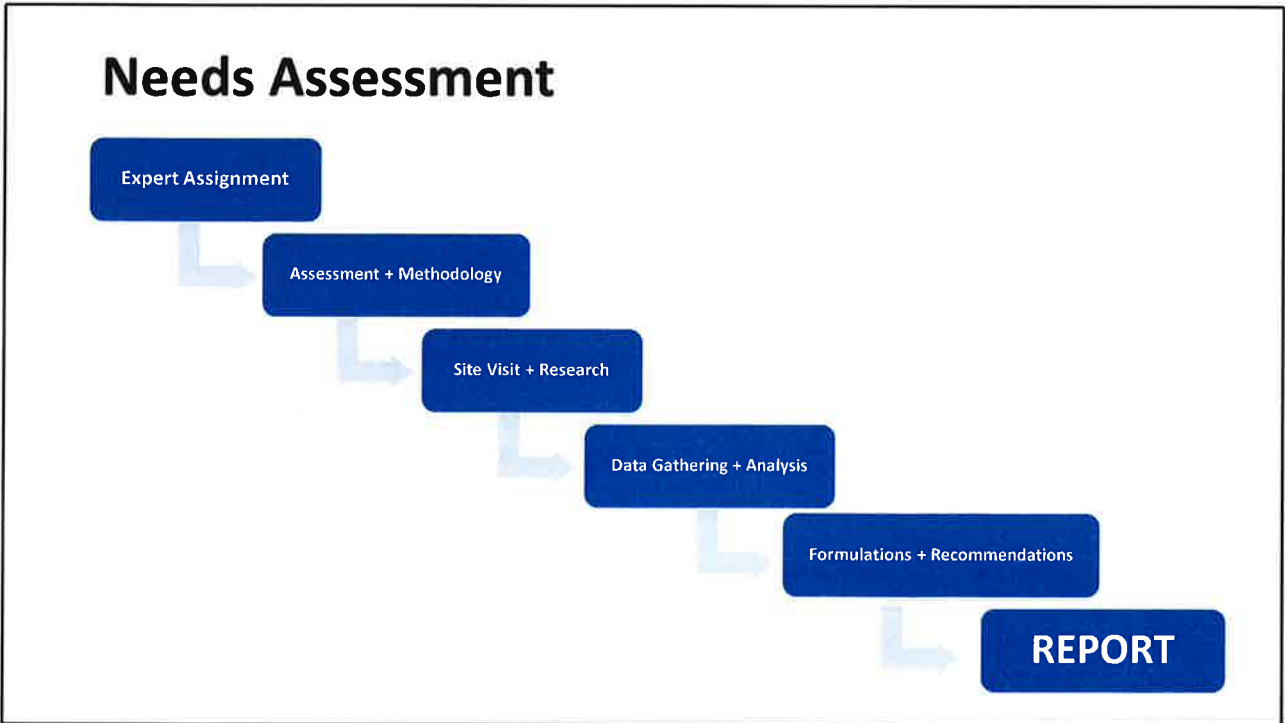 Needs Assessment
Expert Assignment
Assessment + Methodology
Site Visit + Research
Data Gathering + Analysis
Formulations + Recommendations
REPORT